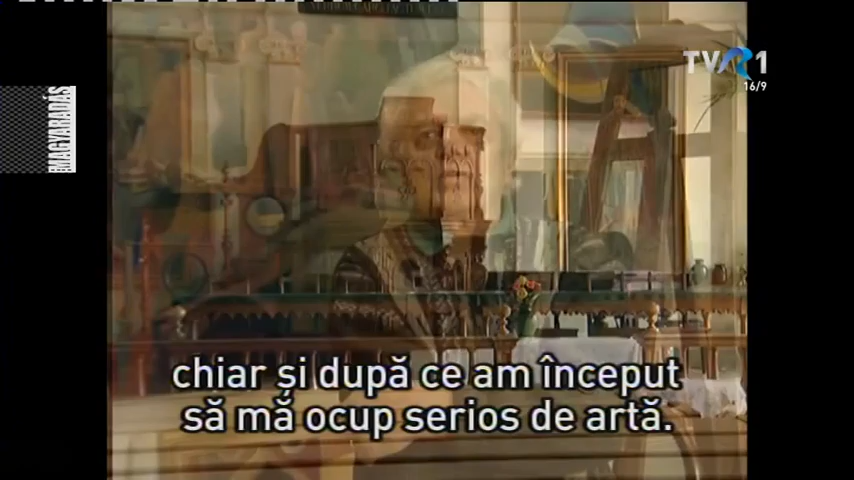 TVR1
16/9
MAGYARADÁS
chiar și după ce am început
să mă ocup serios de artă.